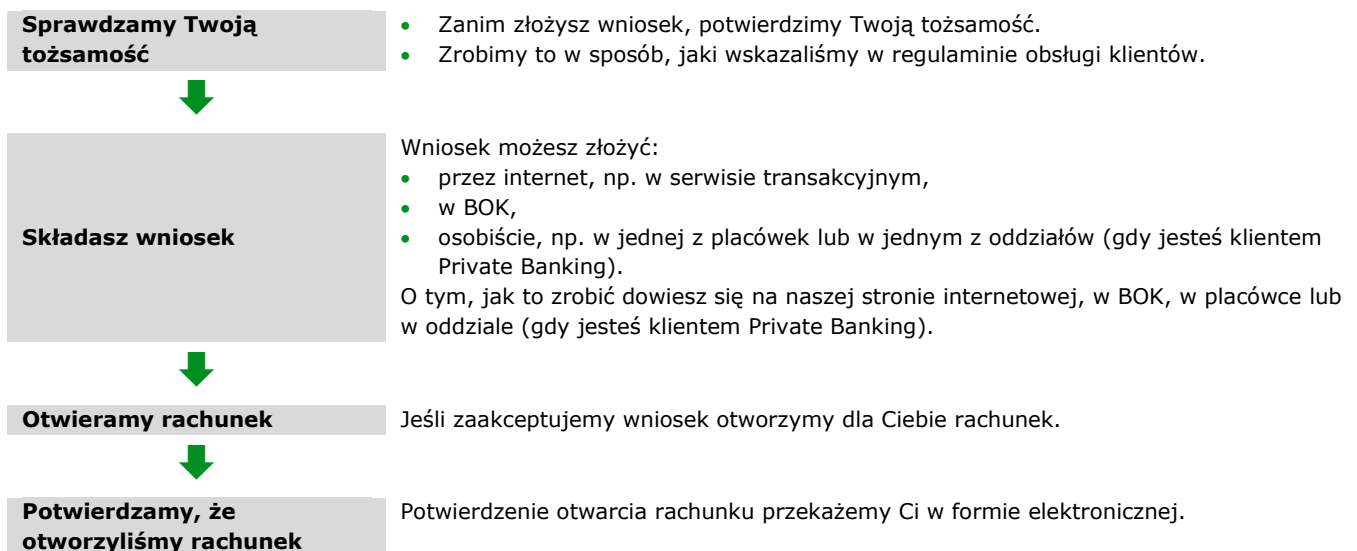 Sprawdzamy Twoją
tożsamość
• Zanim złożysz wniosek, potwierdzimy Twoją tożsamość.
• Zrobimy to w sposób, jaki wskazaliśmy w regulaminie obsługi klientów.
Składasz wniosek
Wniosek możesz złożyć:
• przez internet, np. w serwisie transakcyjnym,
• w BOK,
• osobiście, np. w jednej z placówek lub w jednym z oddziałów (gdy jesteś klientem
Private Banking).
O tym, jak to zrobić dowiesz się na naszej stronie internetowej, w BOK, w placówce lub
w oddziale (gdy jesteś klientem Private Banking).
Otwieramy rachunek
Jeśli zaakceptujemy wniosek otworzymy dla Ciebie rachunek.
Potwierdzamy, że
otworzyliśmy rachunek
Potwierdzenie otwarcia rachunku przekażemy Ci w formie elektronicznej.